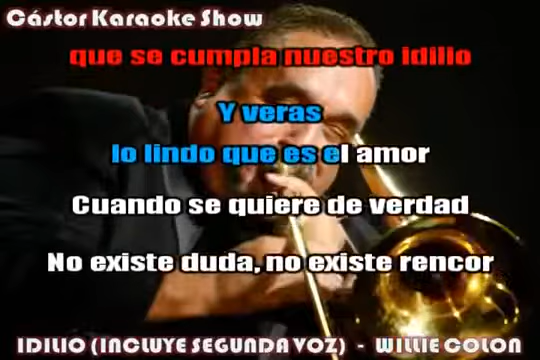 Cástor Karaoke Show
que se cumpla nuestro idilio
Y veras
lo lindo que es el amor
Cuando se quiere de verdad
No existe duda, no existe rencor
IDILIO (INCLUYE SEGUNDA VOZ) - WILLIE COLON